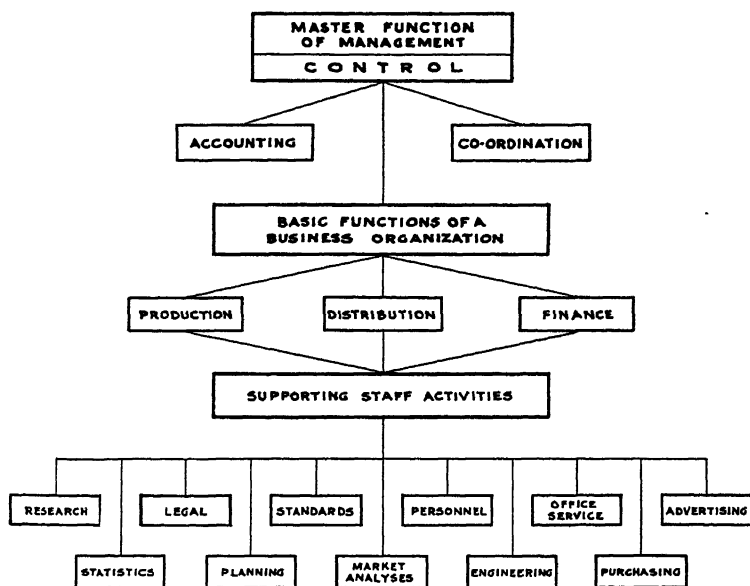 MASTER FUNCTION
OF MANAGEMENT
CONTROL
ACCOUNTING
CO-ORDINATION
BASIC FUNCTIONS OF A
BUSINESS ORGANIZATION
PRODUCTION
DISTRIBUTION
FINANCE
SUPPORTING STAFF ACTIVITIES
RESEARCH
LEGAL
STANDARDS
PERSONNEL
OFFICE
SERVICE
ADVERTISING
STATISTICS
PLANNING
MARKET
ANALYSES
ENGINEERING
PURCHASING